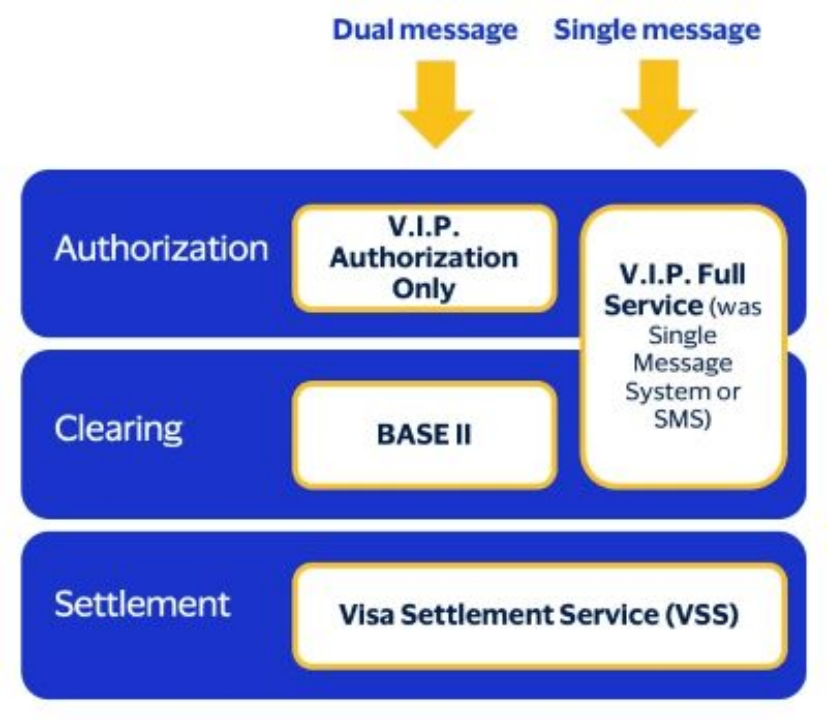 Dual message
Single message
Authorization
V.I.P.
Authorization
Only
V.I.P. Full
Service (was
Single
Message
System or
SMS)
Clearing
BASE II
Settlement
Visa Settlement Service (VSS)